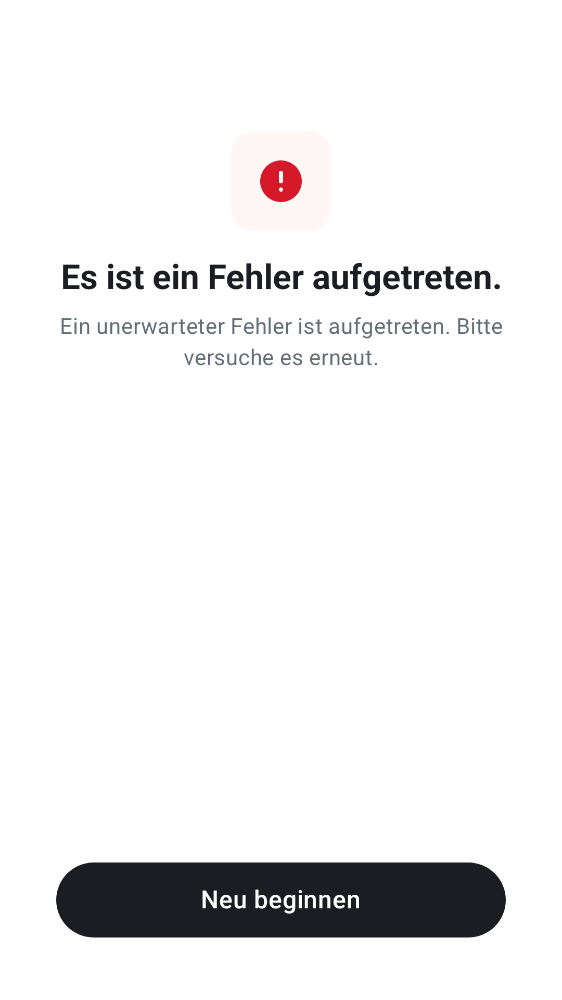 Es ist ein Fehler aufgetreten.
Ein unerwarteter Fehler ist aufgetreten. Bitte
versuche es erneut.
Neu beginnen